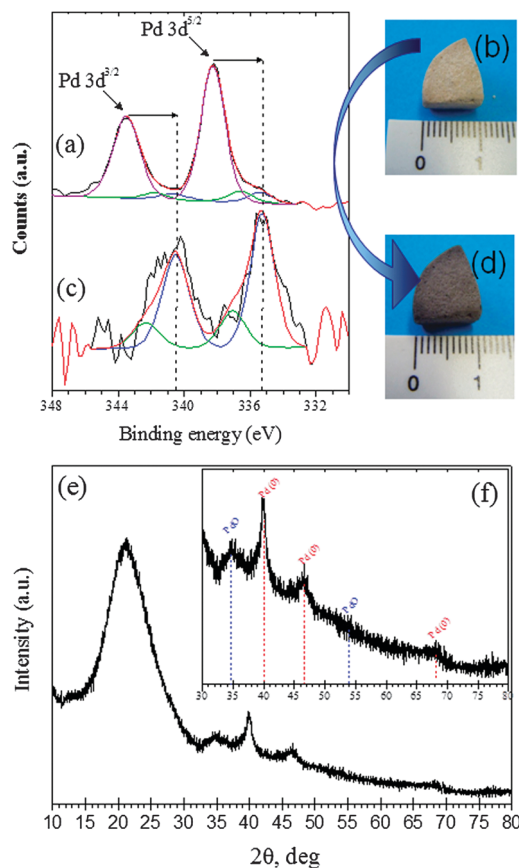 Pd 3d5/2
Pd 3d3/2
(a)
(b)
0 1
Counts (a.u.)
(c)
(d)
0 1
348 344 340 336 332
Binding energy (eV)
(e)
(f)
PdO
Pd(0)
Pd(0)
PdO
Pd(0)
30 35 40 45 50 55 60 65 70 75 80
Intensity (a.u.)
10 15 20 25 30 35 40 45 50 55 60 65 70 75 80
2θ, deg